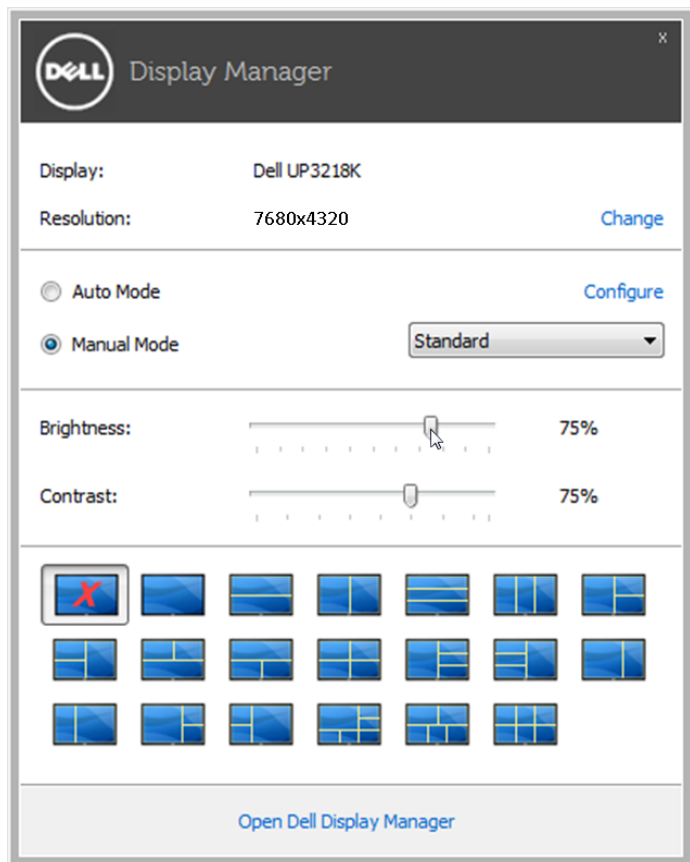 DELL Display Manager x
Display: Dell UP3218K
Resolution: 7680x4320 Change
Auto Mode Configure
Manual Mode Standard
Brightness: 75%
Contrast: 75%
X
Open Dell Display Manager